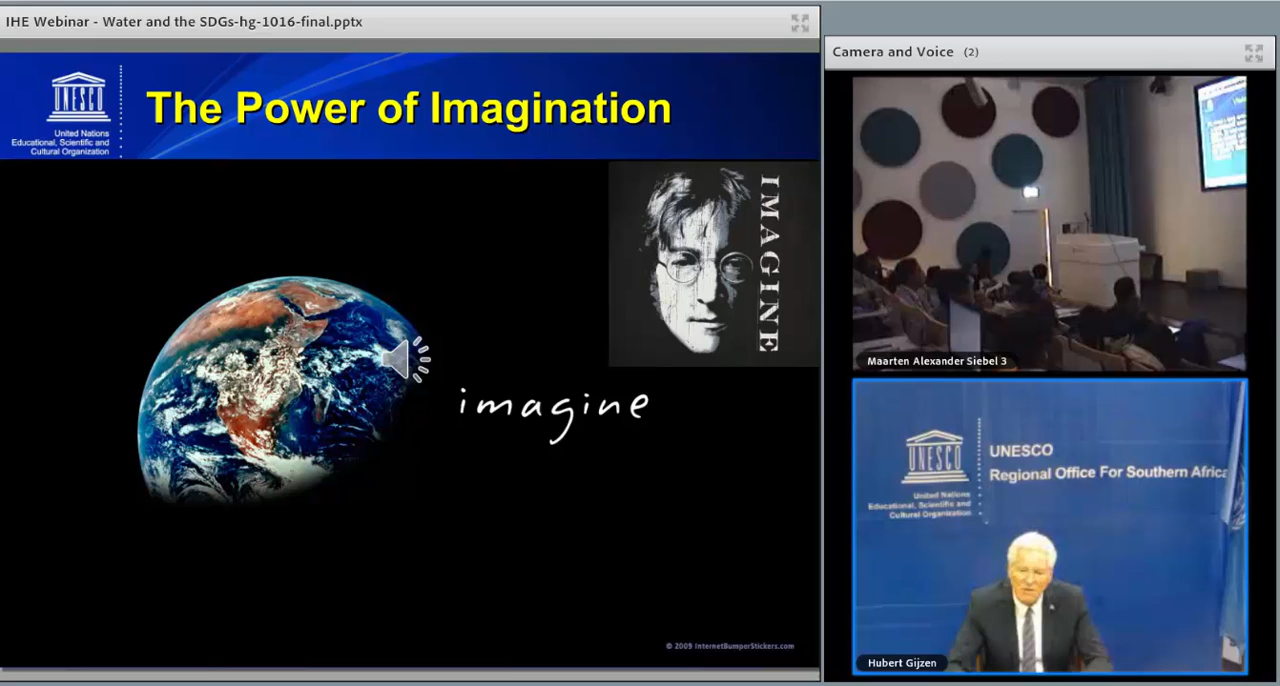 IHE Webinar - Water and the SDGs-hg-1016-final.pptx
UNESCO
United Nations
Educational, Scientific and
Cultural Organization
The Power of Imagination
IMAGINE
imagine
© 2009 InternetBumperStickers.com
Camera and Voice (2)
Maarten Alexander Siebel 3
UNESCO
United Nations
Educational, Scientific and
Cultural Organization
UNESCO
Regional Office For Southern Africa
Hubert Gijzen